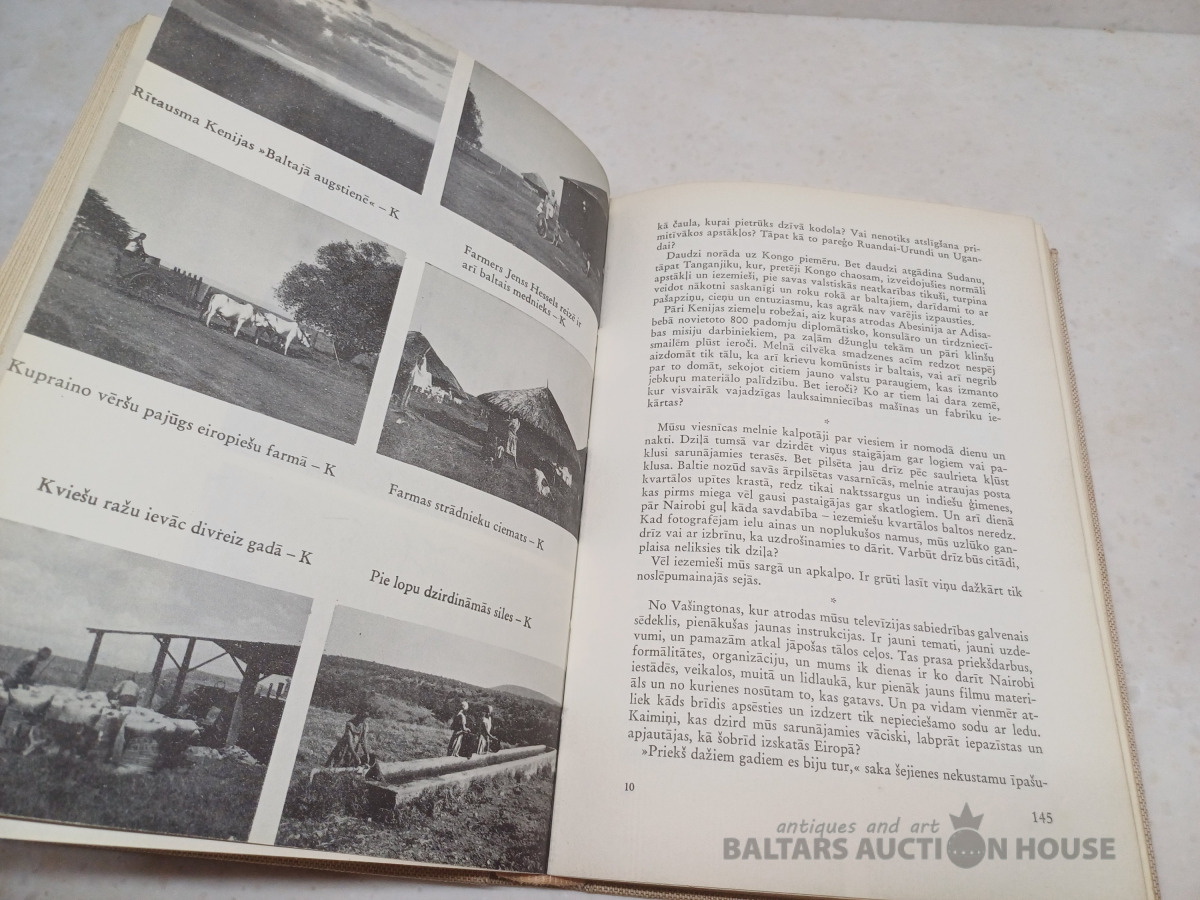 Rītausma Kenijas »Baltajā augstienē« – K
Farmers Jenss Hessels reizē ir
arī baltais mednieks – K
Kupraino vēršu pajūgs eiropiešu farmā – K
Farmas strādnieku ciemats – K
Kviešu ražu ievāc divreiz gadā – K
Pie lopu dzirdināmās siles – K
kā čaula, kuŗai pietrūks dzīvā kodola? Vai nenotiks atslīgšana pri-
mitīvākos apstākļos? Tāpat kā to pareģo Ruandai-Urundi un Ugan-
dai?
Daudzi norāda uz Kongo piemēru. Bet daudzi atgādina Sudanu,
tāpat Tanganjiku, kur, pretēji Kongo chaosam, izveidojušies normāli
apstākļi un iezemieši, pie savas valstiskās neatkarības tikuši, turpina
veidot nākotni saskanīgi un roku rokā ar baltajiem, darīdami to ar
pašapziņu, cieņu un entuziasmu, kas agrāk nav varējis izpausties.
Pāri Kenijas ziemeļu robežai, aiz kuras atrodas Abesinija ar Adisa-
bebā novietoto 800 padomju diplomātisko, konsulāro un tirdzniecī-
bas misiju darbiniekiem, pa zaļām džungļu tekām un pāri klinšu
smailēm plūst ieroči. Melnā cilvēka smadzenes acīm redzot nespēj
aizdomāt tik tālu, ka arī krievu komūnists ir baltais, vai arī negrib
par to domāt, sekojot citiem jauno valstu paraugiem, kas izmanto
jebkuŗu materiālo palīdzību. Bet ieroči? Ko ar tiem lai dara zemē,
kur visvairāk vajadzīgas lauksaimniecības mašīnas un fabriku ie-
kārtas?
*
Mūsu viesnīcas melnie kalpotāji par viesiem ir nomodā dienu un
nakti. Dziļā tumsā var dzirdēt viņus staigājam gar logiem vai pa-
klusi sarunājamies terasēs. Bet pilsēta jau drīz pēc saulrieta kļūst
klusa. Baltie nozūd savās ārpilsētas vasarnīcās, melnie atraujas posta
kvartālos upītes krastā, redz tikai naktssargus un indiešu ģimenes,
kas pirms miega vēl gausi pastaigājas gar skatlogiem. Un arī dienā
pār Nairobi guļ kāda savdabība – iezemiešu kvartālos baltos neredz.
Kad fotografējam ielu ainas un noplukušos namus, mūs uzlūko gan-
drīz vai ar izbrīnu, ka uzdrošināmies to darīt. Varbūt drīz būs citādi,
plaisa neliksies tik dziļa?
Vēl iezemieši mūs sargā un apkalpo. Ir grūti lasīt viņu dažkārt tik
noslēpumainajās sejās.
*
No Vašingtonas, kur atrodas mūsu televīzijas sabiedrības galvenais
sēdeklis, pienākušas jaunas instrukcijas. Ir jauni temati, jauni uzde-
vumi, un pamazām atkal jāpošas tālos ceļos. Tas prasa priekšdarbus,
formālitātes, organizāciju, un mums ik dienas ir ko darīt Nairobi
iestādēs, veikalos, muitā un lidlaukā, kur pienāk jauns filmu materi-
āls un no kurienes nosūtam to, kas gatavs. Un pa vidam vienmēr at-
liek kāds brīdis apsēsties un izdzert tik nepieciešamo sodu ar ledu.
Kaimiņi, kas dzird mūs sarunājamies vāciski, labprāt iepazīstas un
apjautājas, kā šobrīd izskatās Eiropā?
»Priekš dažiem gadiem es biju tur,« saka šejienes nekustamu īpašu-
10
145
antiques and art
BALTARS AUCTION HOUSE